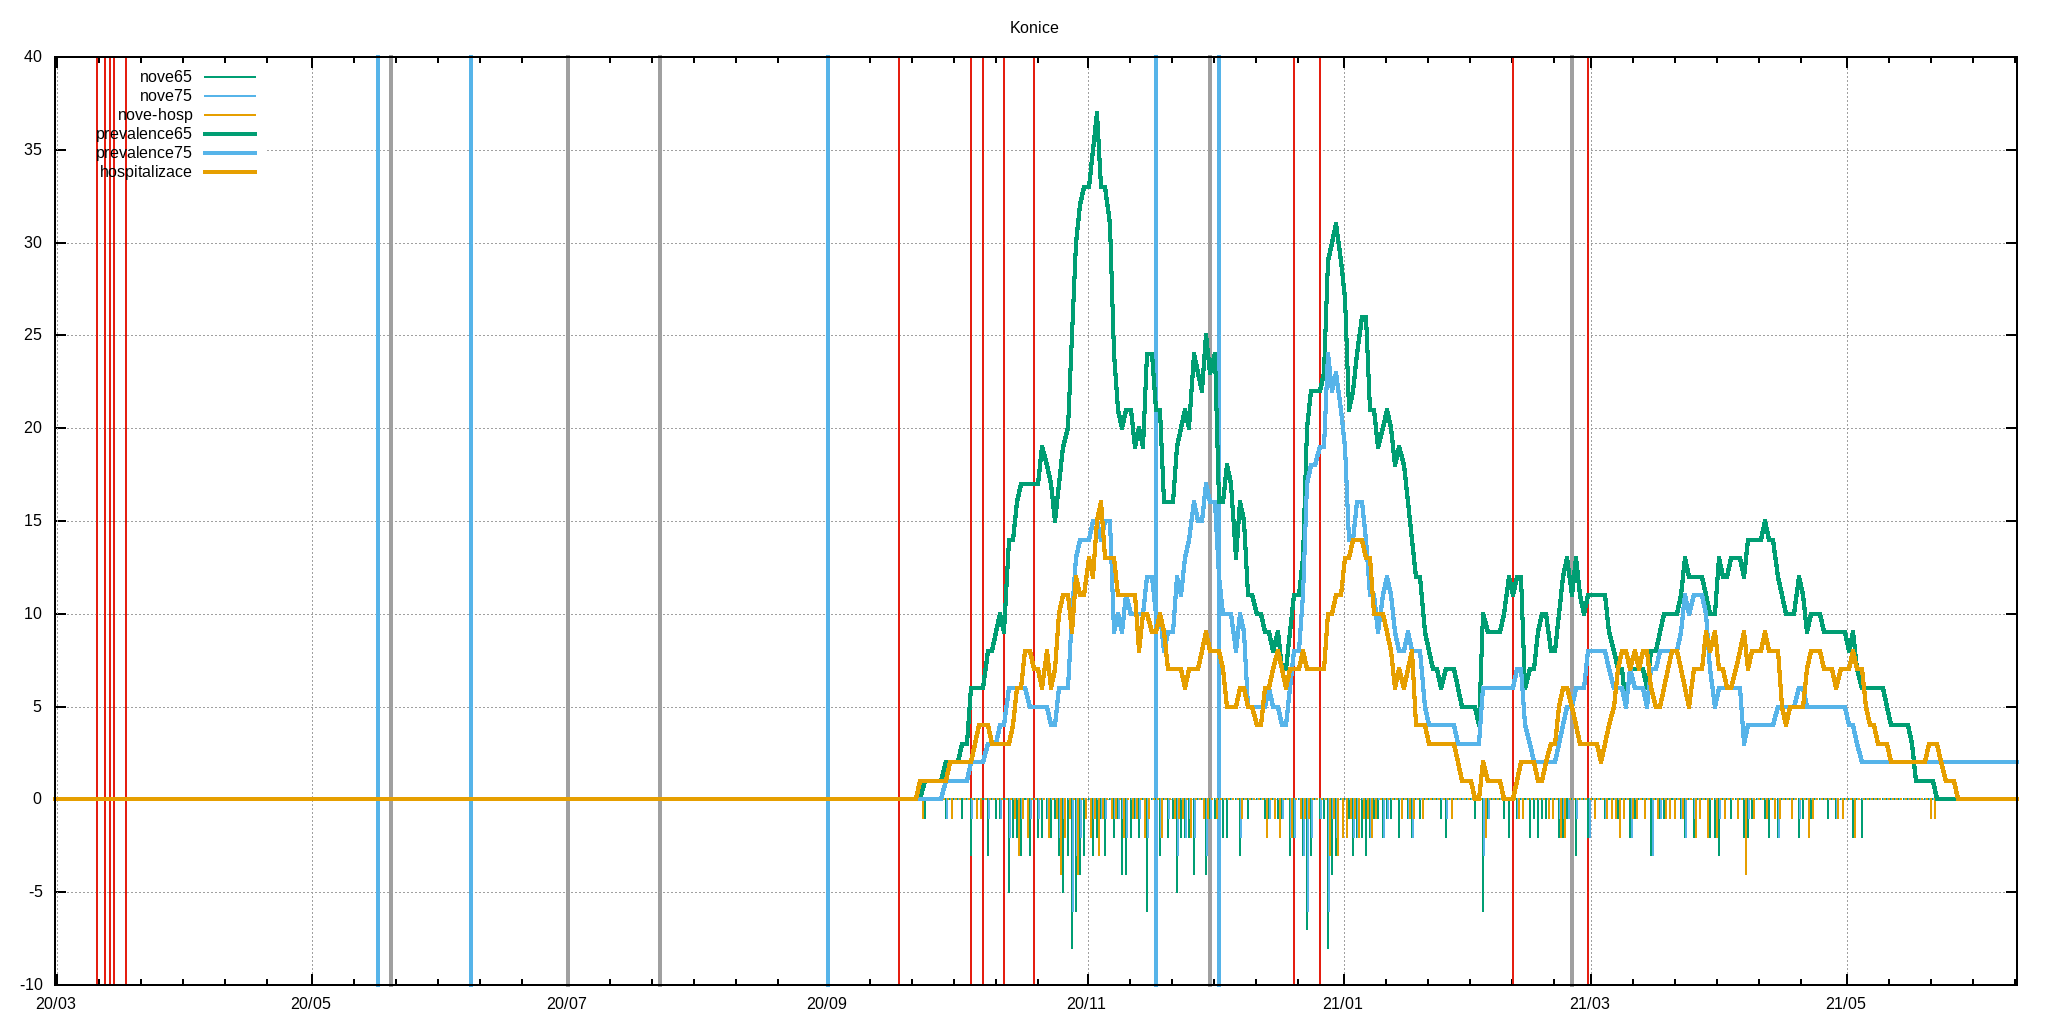 Konice
40
nove65
nove75
nove-hosp
prevalence65
35
prevalence75
hospitalizace
30
25
20
15
10
5
0
-5
-10
20/03 20/05 20/07 20/09 20/11 21/01 21/03 21/05